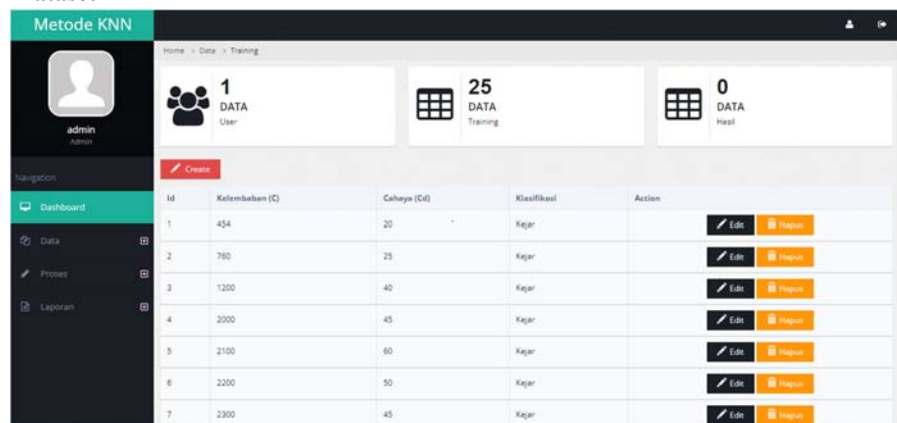 Metode KNN
admin
Admin
Navigation
Dashboard
Data
Proses
Laporan
Home > Data > Training
1
DATA
User
25
DATA
Training
0
DATA
Hasil
Create
Id Kelembaban (C) Cahaya (Cd) Klasifikasi Action
1 454 20 Kejar Edit Hapus
2 760 25 Kejar Edit Hapus
3 1200 40 Kejar Edit Hapus
4 2000 45 Kejar Edit Hapus
5 2100 60 Kejar Edit Hapus
6 2200 50 Kejar Edit Hapus
7 2300 45 Kejar Edit Hapus